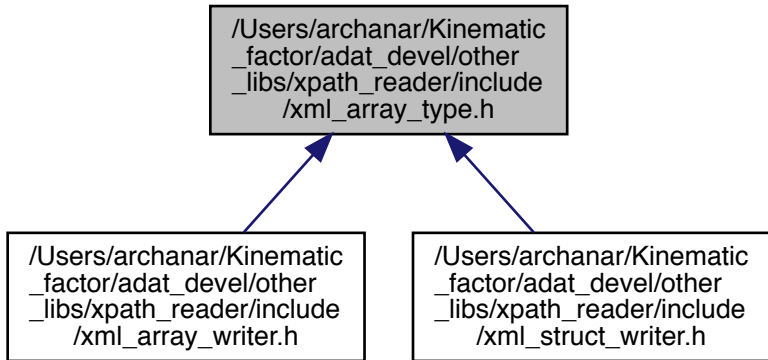 /Users/archanar/Kinematic
_factor/adat_devel/other
_libs/xpath_reader/include
/xml_array_type.h
/Users/archanar/Kinematic
_factor/adat_devel/other
_libs/xpath_reader/include
/xml_array_writer.h
/Users/archanar/Kinematic
_factor/adat_devel/other
_libs/xpath_reader/include
/xml_struct_writer.h